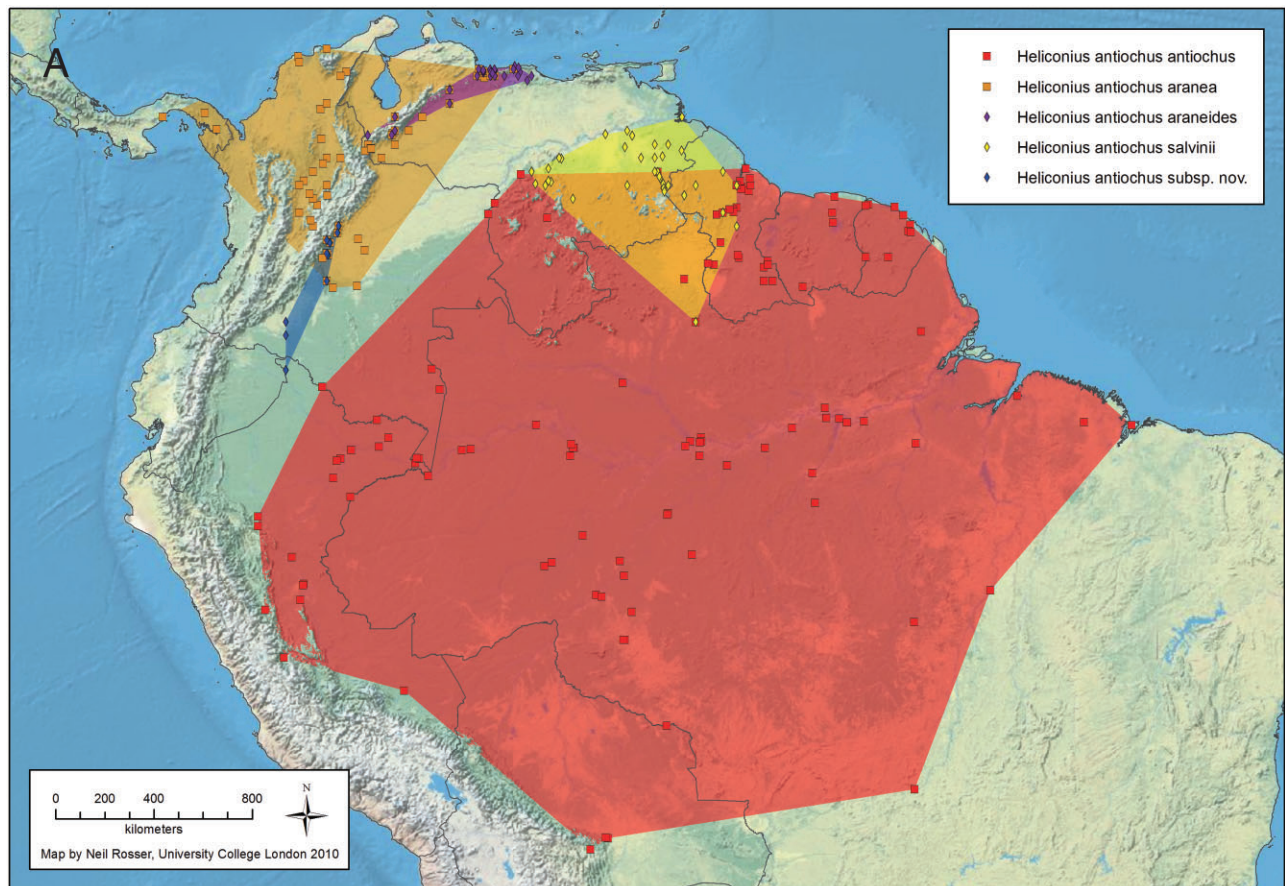 A
Heliconius antiochus antiochus
Heliconius antiochus aranea
Heliconius antiochus araneides
Heliconius antiochus salvinii
Heliconius antiochus subsp. nov.
0 200 400 800
kilometers
N
Map by Neil Rosser, University College London 2010